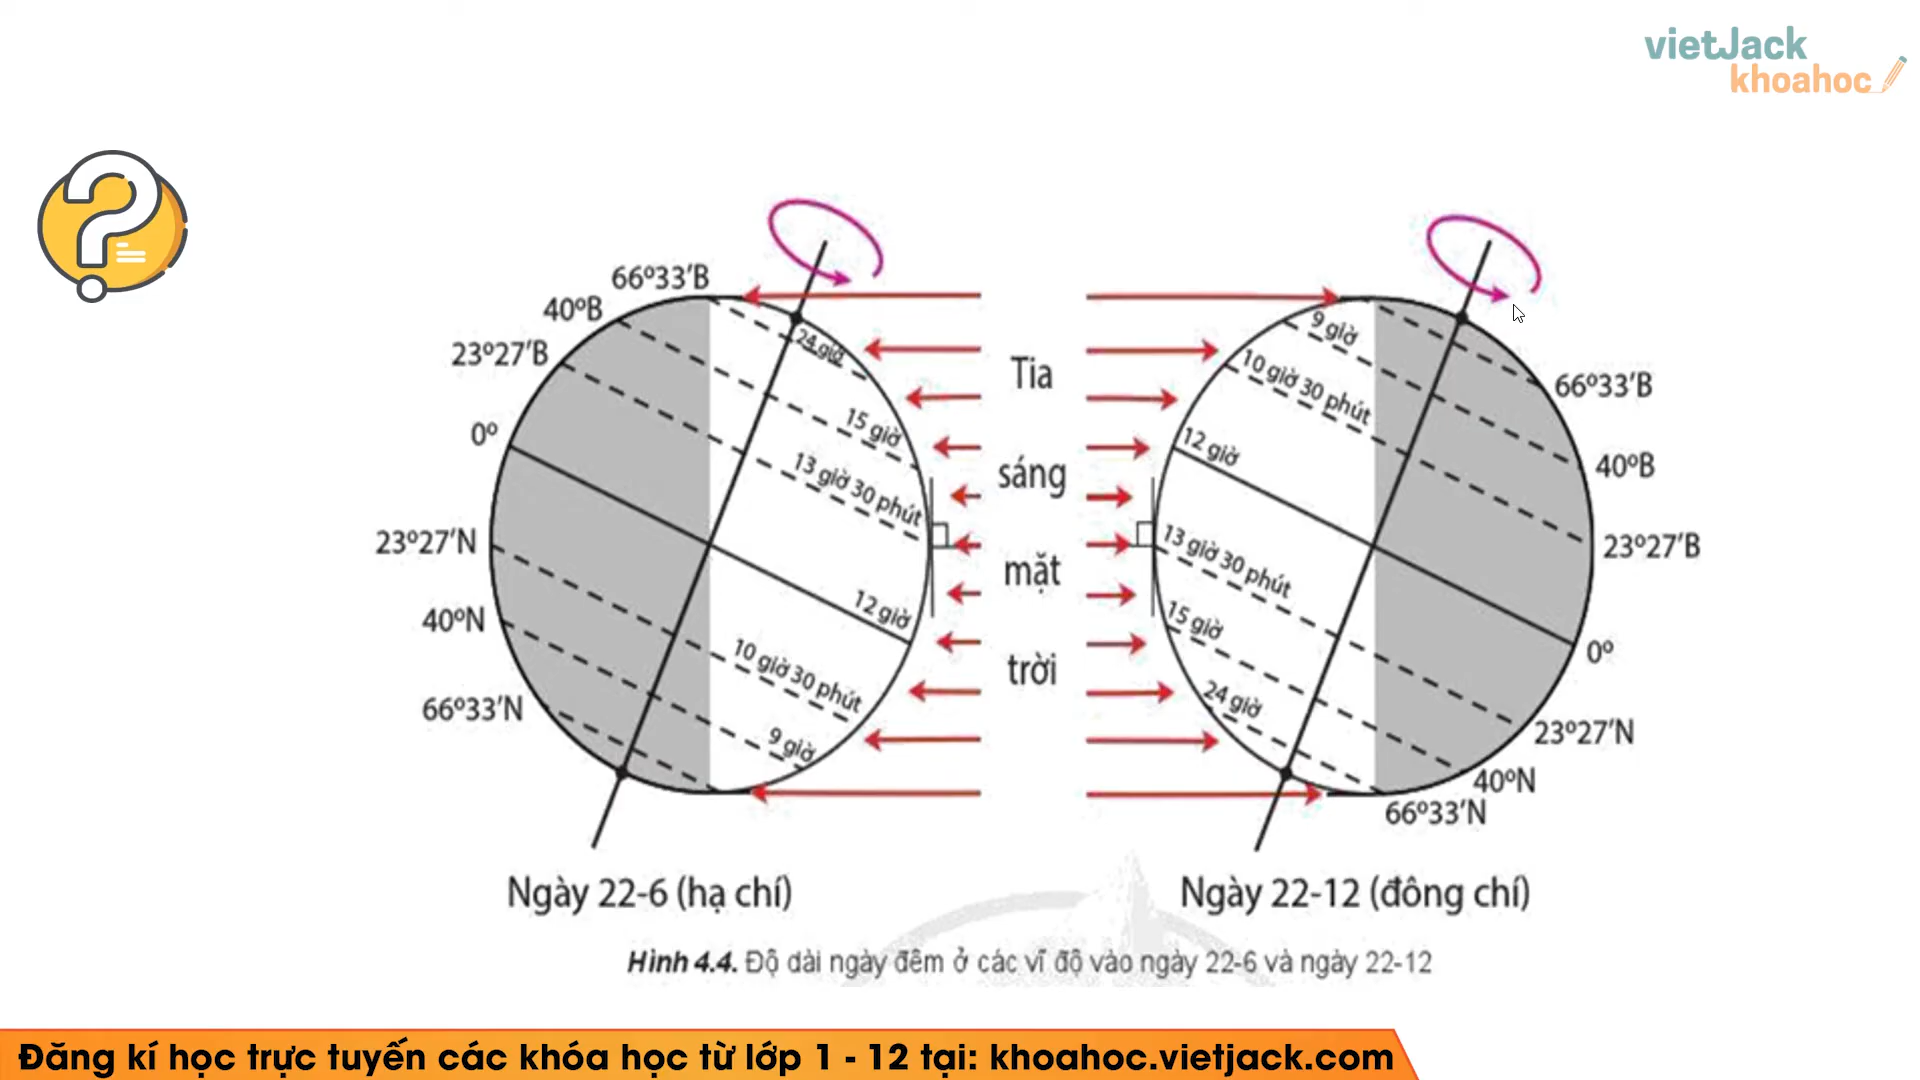 vietJack
khoahoc
66°33'B
40°B
23°27'B
0°
23°27'N
40°N
66°33'N
24 giờ
15 giờ
13 giờ 30 phút
12 giờ
10 giờ 30 phút
9 giờ
Tia
sáng
mặt
trời
9 giờ
10 giờ 30 phút
12 giờ
13 giờ 30 phút
15 giờ
24 giờ
66°33'B
40°B
23°27'B
0°
23°27'N
40°N
66°33'N
Ngày 22-6 (hạ chí)
Ngày 22-12 (đông chí)
Hình 4.4. Độ dài ngày đêm ở các vĩ độ vào ngày 22-6 và ngày 22-12
Đăng kí học trực tuyến các khóa học từ lớp 1 - 12 tại: khoahoc.vietjack.com